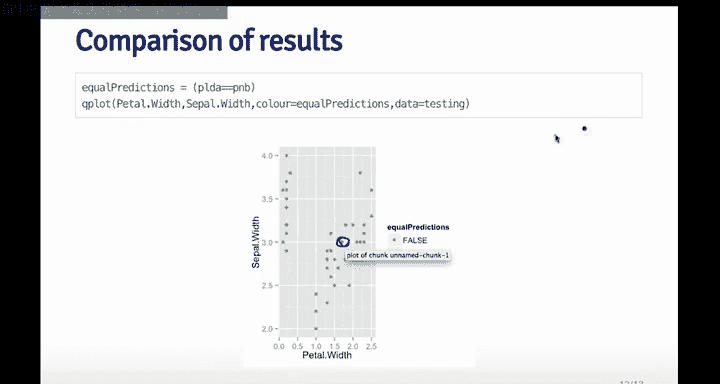 Comparison of results
equalPredictions = (plda==pnb)
qplot(Petal.Width,Sepal.Width,colour=equalPredictions,data=testing)
4.0
3.5
3.0
2.5
2.0
Sepal.Width
0.0 0.5 1.0 1.5 2.0 2.5
Petal.Width
equalPredictions
FALSE
plot of chunk unnamed-chunk-1